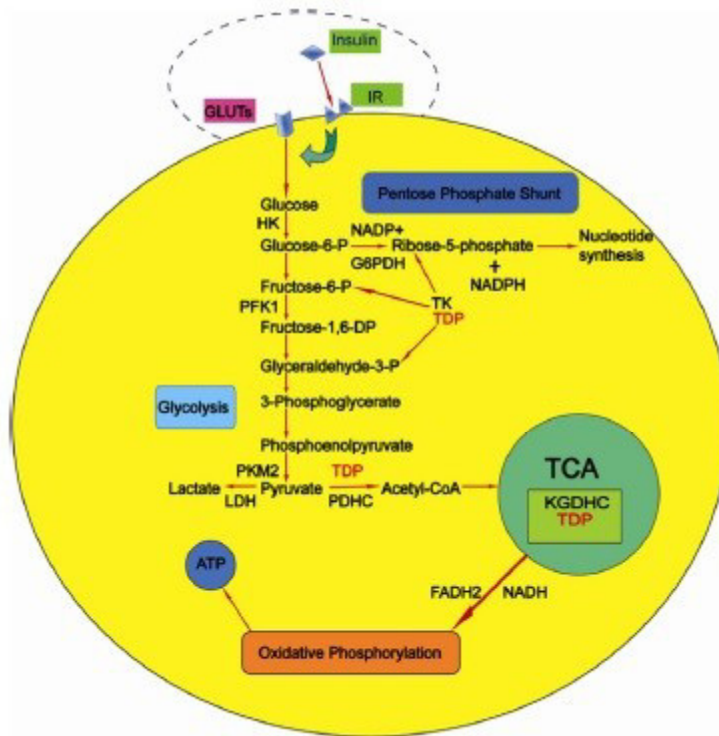 Insulin
IR
GLUTs
Pentose Phosphate Shunt
Glucose
HK
NADP+
Glucose-6-P
Ribose-5-phosphate
Nucleotide
synthesis
G6PDH
+
NADPH
Fructose-6-P
PFK1
TK
TDP
Fructose-1,6-DP
Glyceraldehyde-3-P
Glycolysis
3-Phosphoglycerate
Phosphoenolpyruvate
PKM2
TDP
Lactate
Pyruvate
Acetyl-CoA
LDH
PDHC
TCA
KGDHC
TDP
ATP
FADH2
NADH
Oxidative Phosphorylation